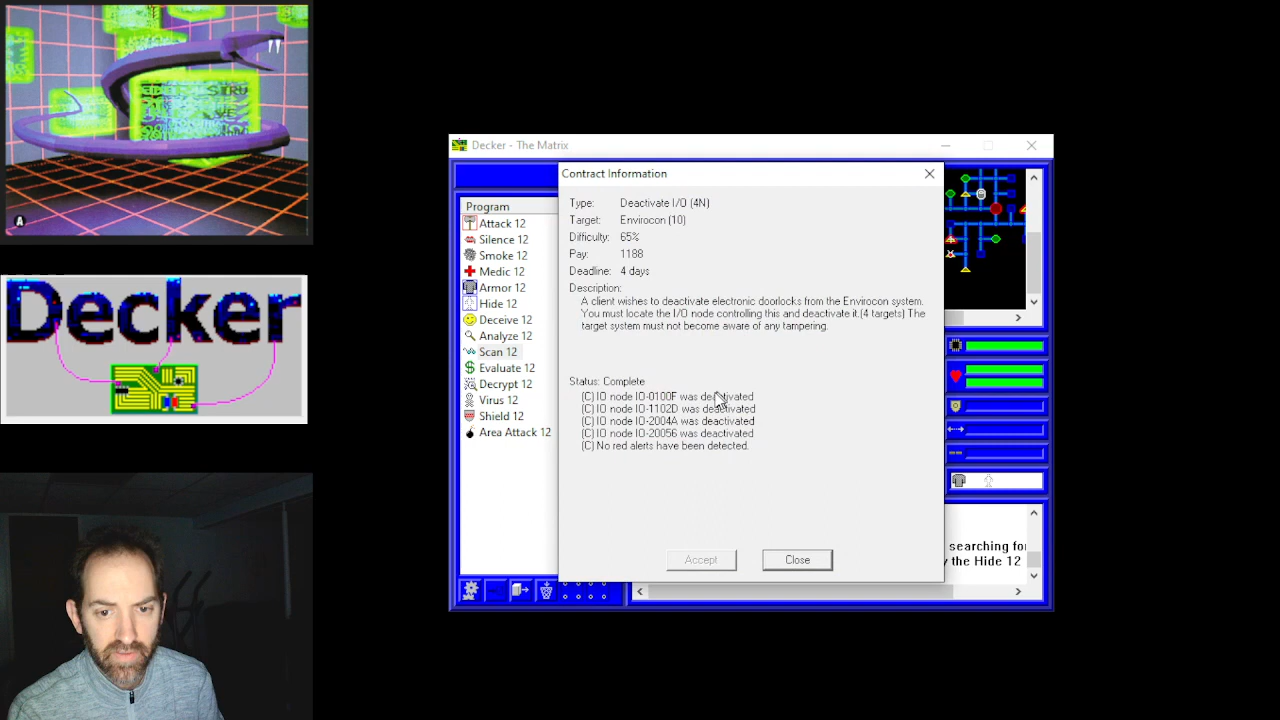 Decker
Decker - The Matrix
Contract Information
Program
Attack 12
Silence 12
Smoke 12
Medic 12
Armor 12
Hide 12
Deceive 12
Analyze 12
Scan 12
Evaluate 12
Decrypt 12
Virus 12
Shield 12
Area Attack 12
Type: Deactivate I/O (4N)
Target: Envirocon (10)
Difficulty: 65%
Pay: 1188
Deadline: 4 days
Description:
A client wishes to deactivate electronic doorlocks from the Envirocon system.
You must locate the I/O node controlling this and deactivate it.(4 targets) The
target system must not become aware of any tampering.
Status: Complete
(C) IO node IO-0100F was deactivated
(C) IO node IO-1102D was deactivated
(C) IO node IO-2004A was deactivated
(C) IO node IO-20056 was deactivated
(C) No red alerts have been detected.
Accept
Close
searching for
the Hide 12
A